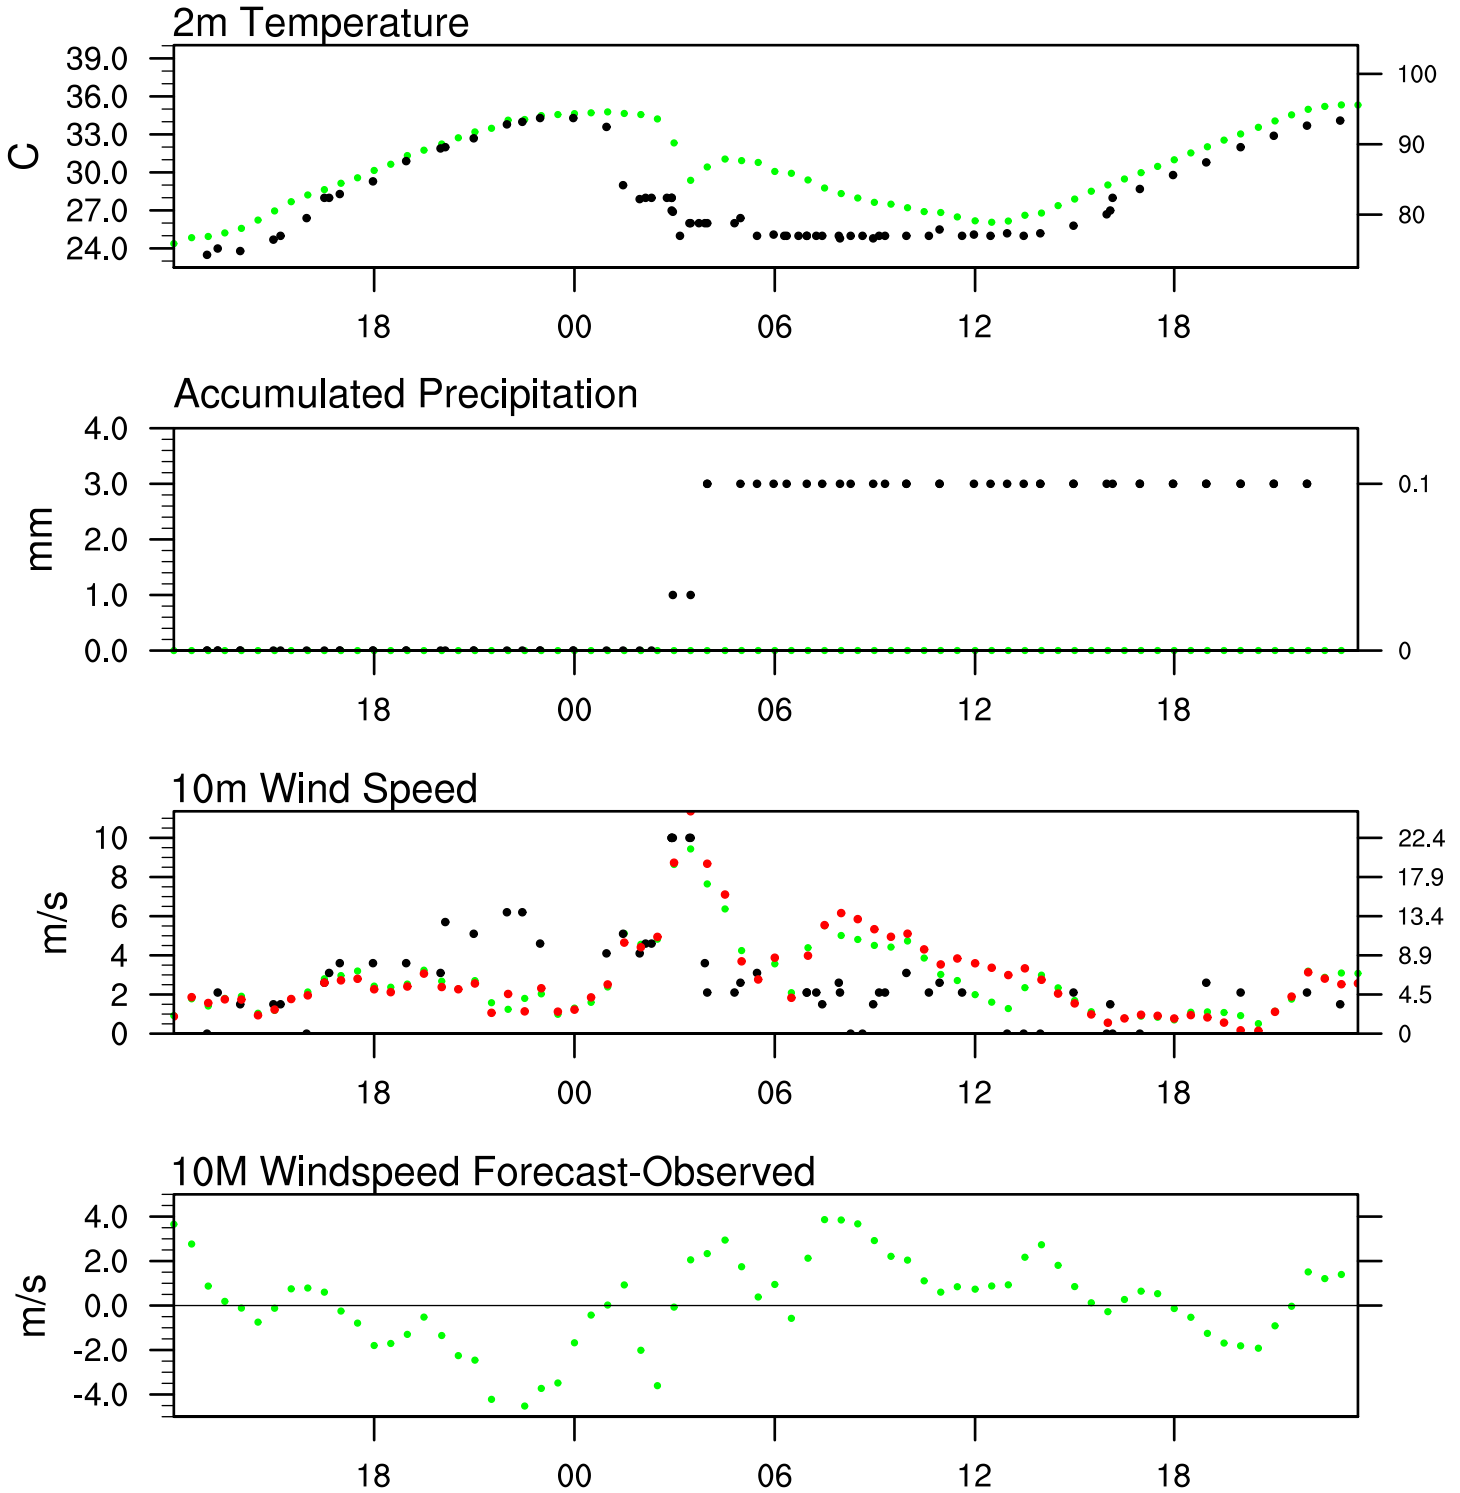 2m Temperature
39.0
36.0
33.0
30.0
27.0
24.0
C
100
90
80
18 00 06 12 18
Accumulated Precipitation
4.0
3.0
2.0
1.0
0.0
mm
0.1
0
18 00 06 12 18
10m Wind Speed
10
8
6
4
2
0
m/s
22.4
17.9
13.4
8.9
4.5
0
18 00 06 12 18
10M Windspeed Forecast-Observed
4.0
2.0
0.0
-2.0
-4.0
m/s
18 00 06 12 18